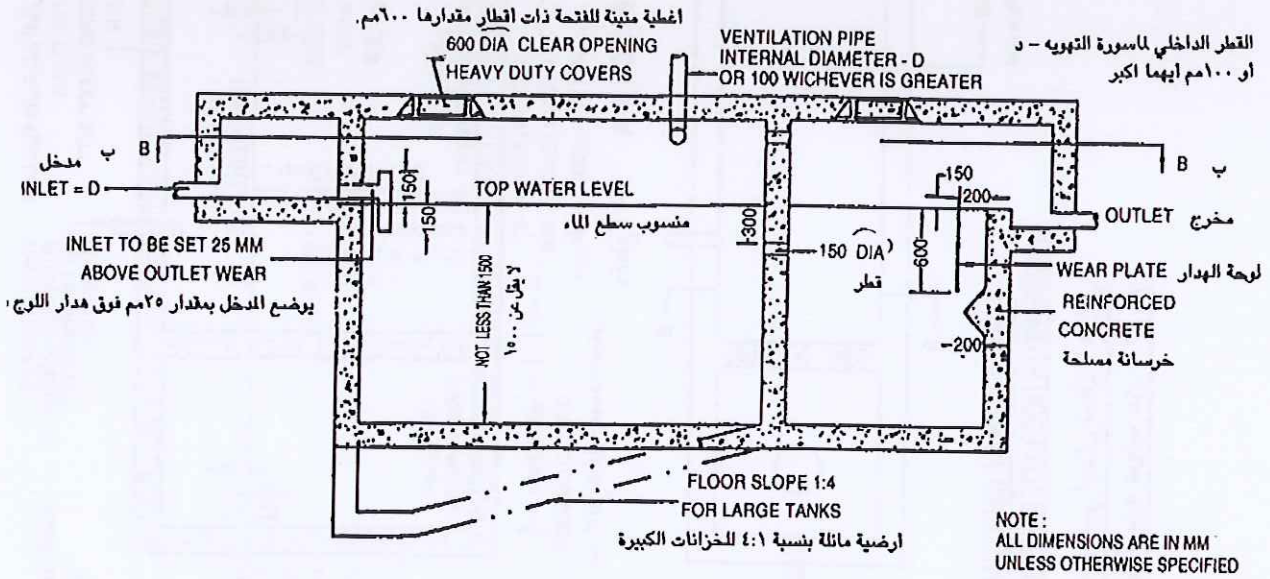 اغطية متينة للفتحة ذات اقطار مقدارها ٦٠٠مم.
600 DIA CLEAR OPENING
HEAVY DUTY COVERS
VENTILATION PIPE
INTERNAL DIAMETER - D
OR 100 WICHEVER IS GREATER
القطر الداخلي لماسورة التهويه - د
أو ١٠٠مم أيهما اكبر
B ب
مدخل
INLET = D
150
150
TOP WATER LEVEL
منسوب سطح الماء
300
150 DIA
قطر
150
200
600
B ب
OUTLET مخرج
INLET TO BE SET 25 MM
ABOVE OUTLET WEAR
يوضع المدخل بمقدار ٢٥مم فوق هدار
NOT LESS THAN 1500
لا يقل عن ١٥٠٠
WEAR PLATE لوحة الهدار
REINFORCED
CONCRETE
خرسانة مسلحة
200
FLOOR SLOPE 1:4
FOR LARGE TANKS
ارضية مائلة بنسبة ٤:١ للخزانات الكبيرة
NOTE :
ALL DIMENSIONS ARE IN MM
UNLESS OTHERWISE SPECIFIED